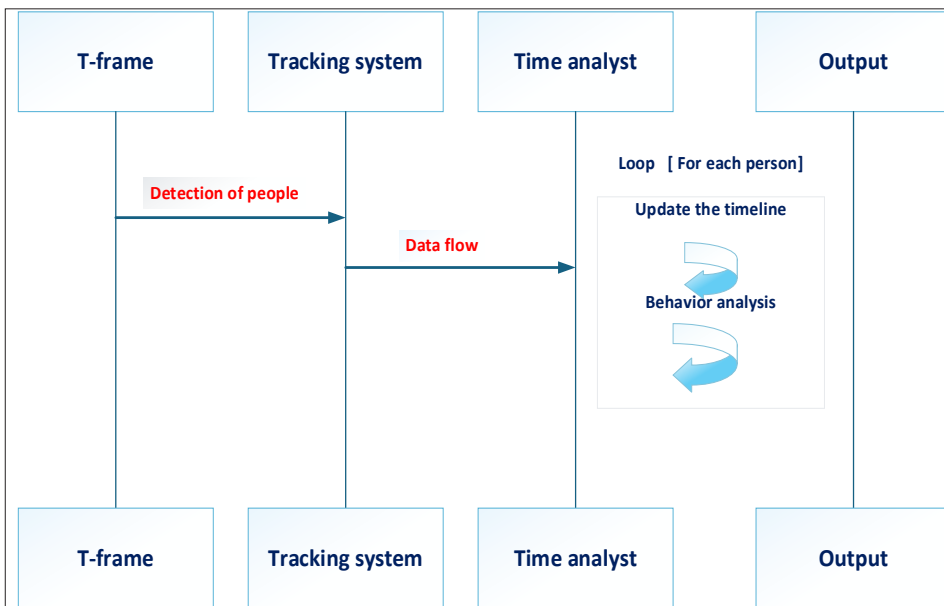 T-frame
Tracking system
Time analyst
Output
Loop [ For each person]
Detection of people
Update the timeline
Data flow
Behavior analysis
T-frame
Tracking system
Time analyst
Output